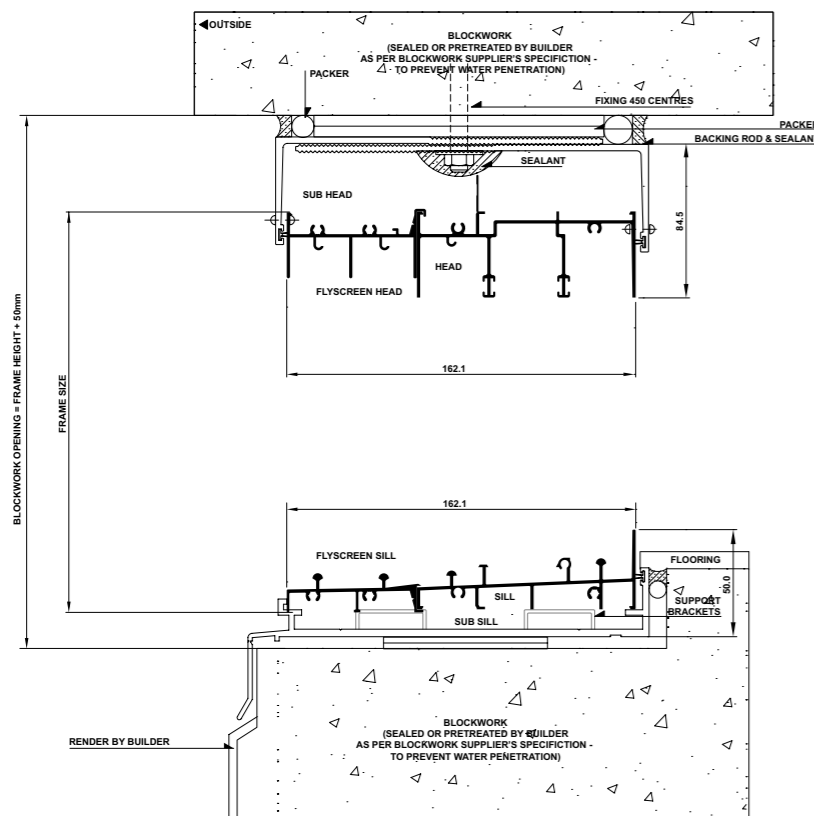 OUTSIDE
BLOCKWORK
(SEALED OR PRETREATED BY BUILDER
AS PER BLOCKWORK SUPPLIER'S SPECIFICTION -
TO PREVENT WATER PENETRATION)
PACKER
FIXING 450 CENTRES
PACKER
BACKING ROD & SEALANT
SEALANT
SUB HEAD
84.5
HEAD
FLYSCREEN HEAD
162.1
BLOCKWORK OPENING = FRAME HEIGHT + 50mm
FRAME SIZE
162.1
FLYSCREEN SILL
FLOORING
50.0
SILL
SUPPORT
BRACKETS
SUB SILL
BLOCKWORK
(SEALED OR PRETREATED BY BUILDER
AS PER BLOCKWORK SUPPLIER'S SPECIFICTION -
TO PREVENT WATER PENETRATION)
RENDER BY BUILDER